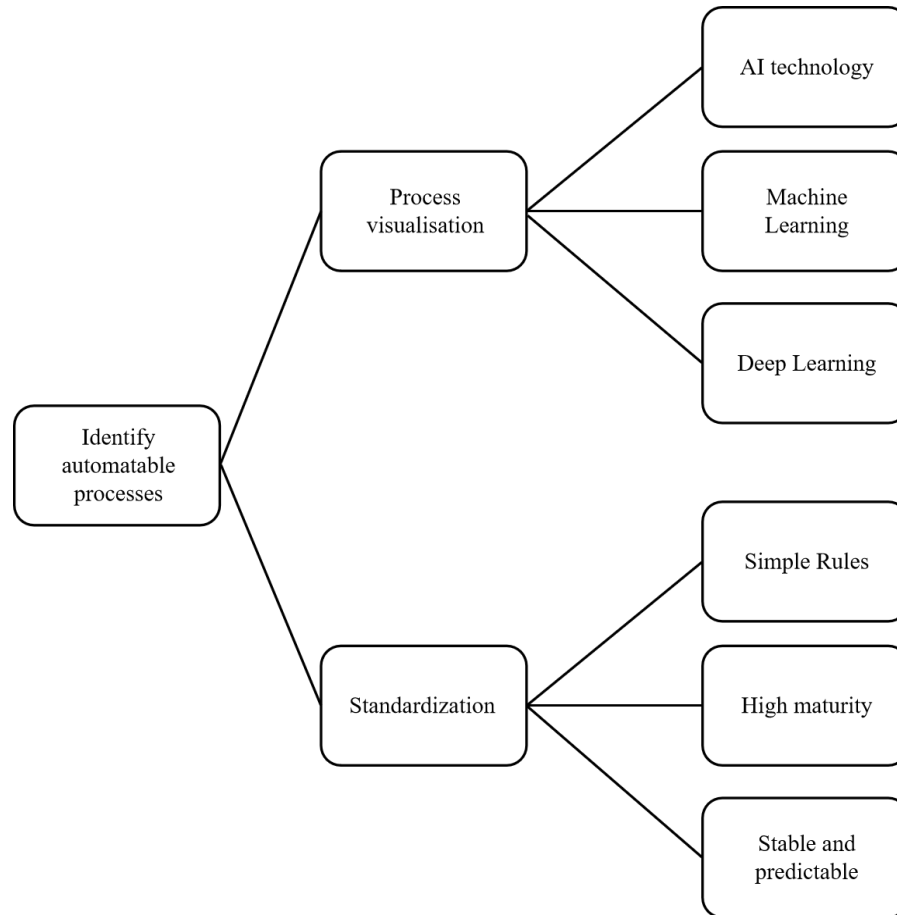 AI technology
Process
visualisation
Machine
Learning
Deep Learning
Identify
automatable
processes
Simple Rules
Standardization
High maturity
Stable and
predictable